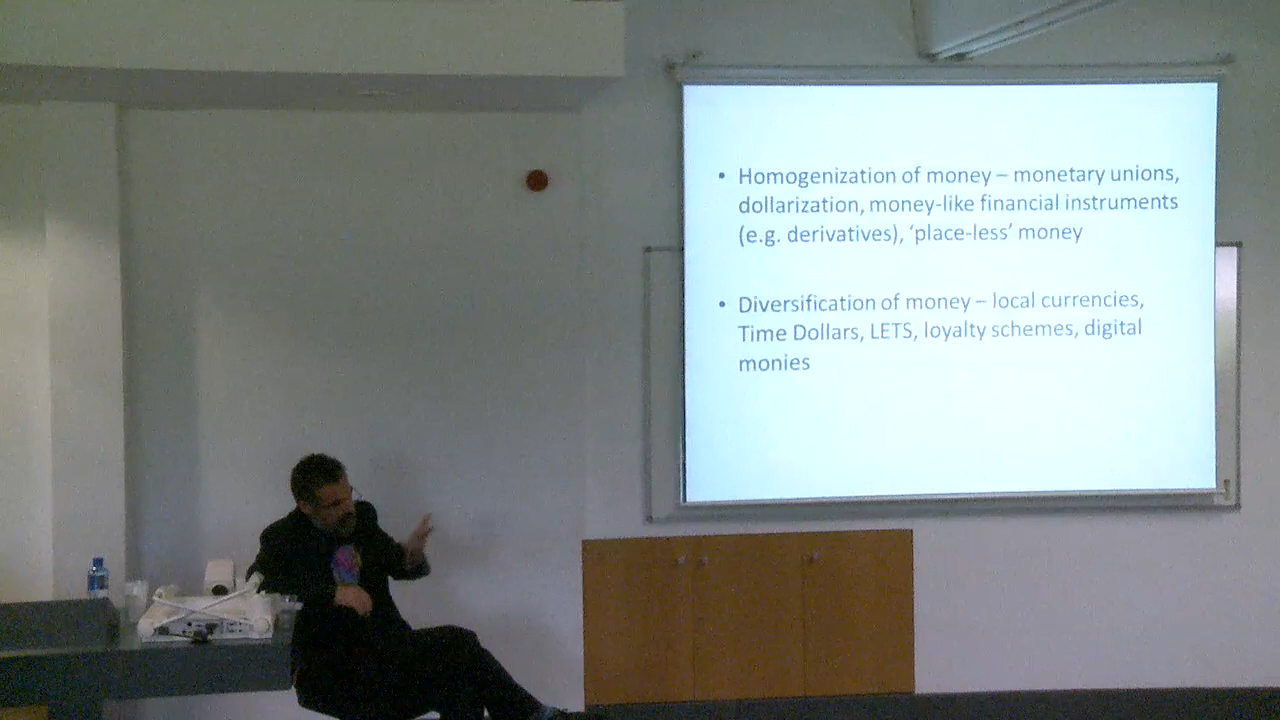 • Homogenization of money – monetary unions,
dollarization, money-like financial instruments
(e.g. derivatives), ‘place-less’ money
• Diversification of money – local currencies,
Time Dollars, LETS, loyalty schemes, digital
monies